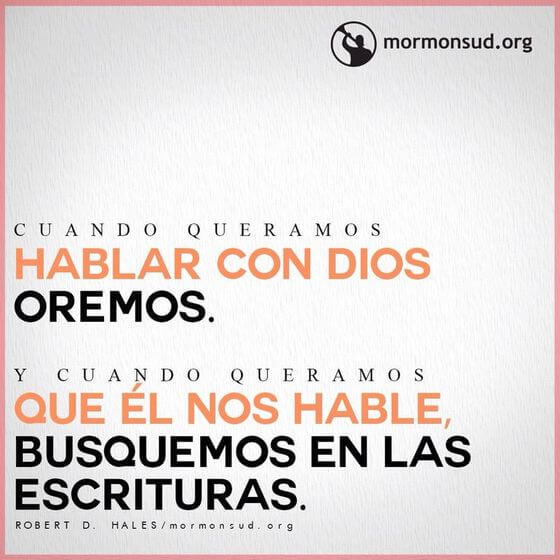 mormonsud.org
CUANDO QUERAMOS
HABLAR CON DIOS
OREMOS.
Y CUANDO QUERAMOS
QUE ÉL NOS HABLE,
BUSQUEMOS EN LAS
ESCRITURAS.
ROBERT D. HALES/mormonsud.org